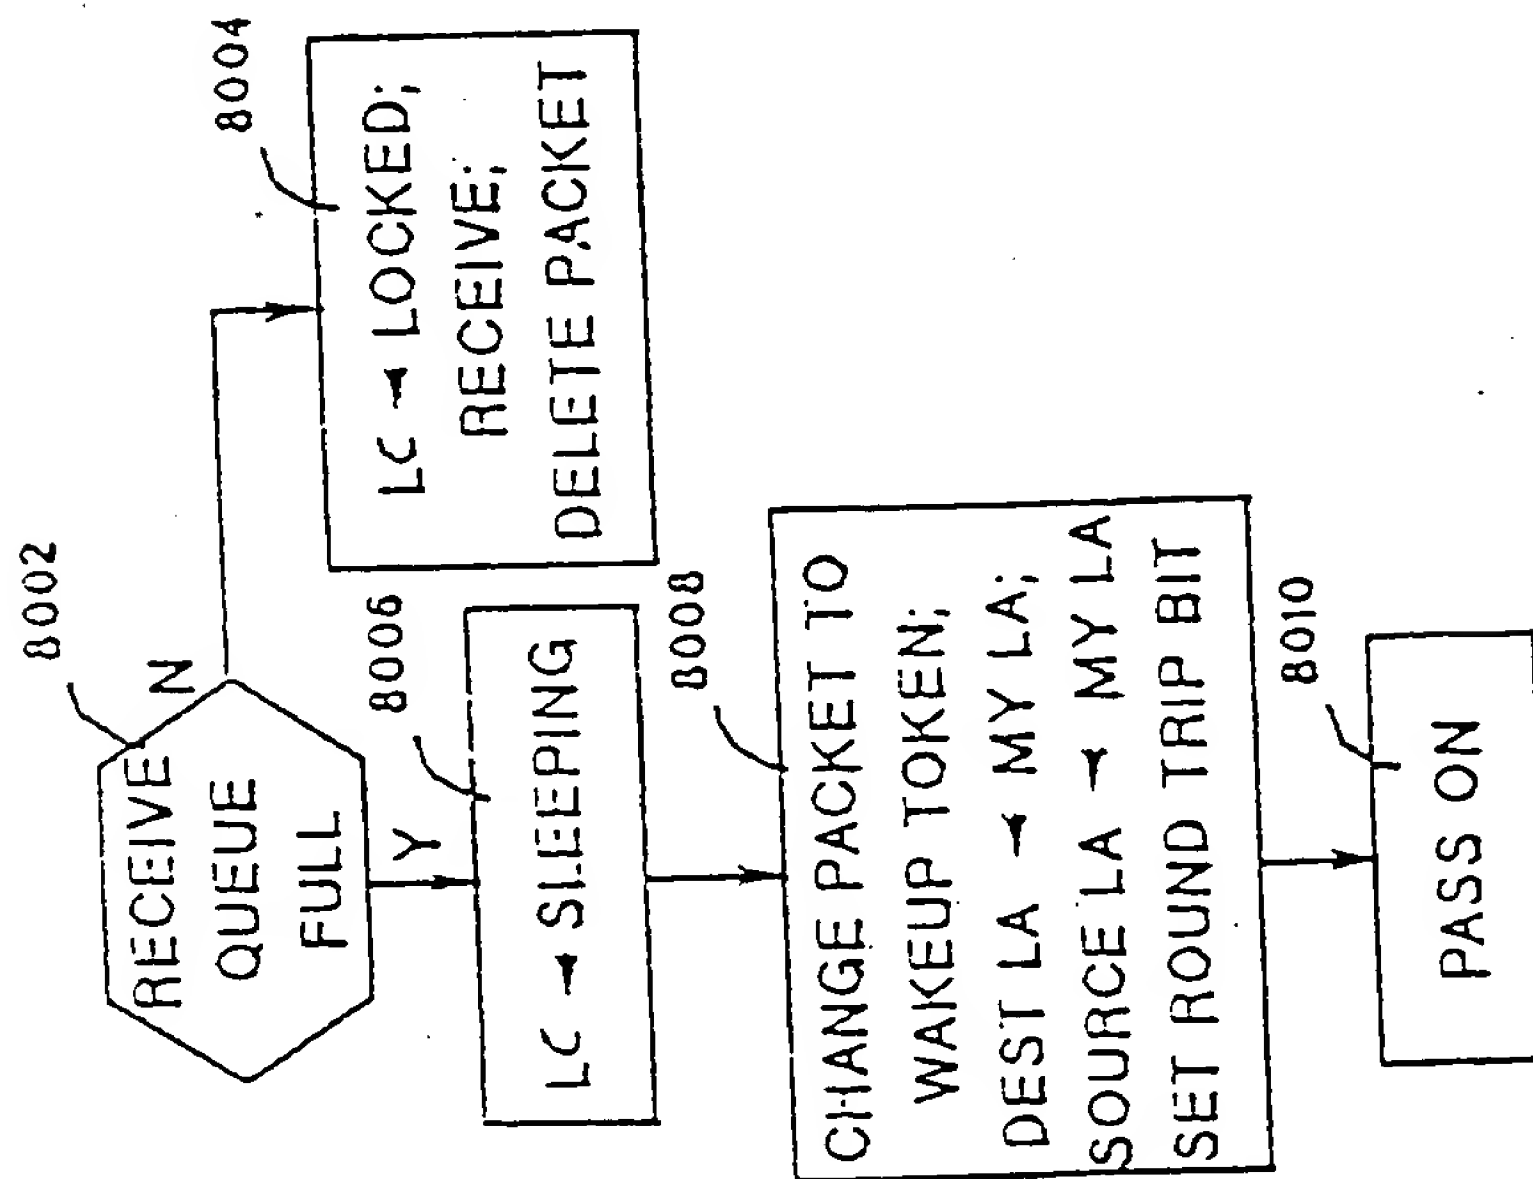 8002
RECEIVE
QUEUE
FULL
N
Y
8004
LC ◄ LOCKED;
RECEIVE;
DELETE PACKET
8006
LC ◄ SLEEPING
8008
CHANGE PACKET TO
WAKEUP TOKEN;
DEST LA ◄ MY LA;
SOURCE LA ◄ MY LA
SET ROUND TRIP BIT
8010
PASS ON